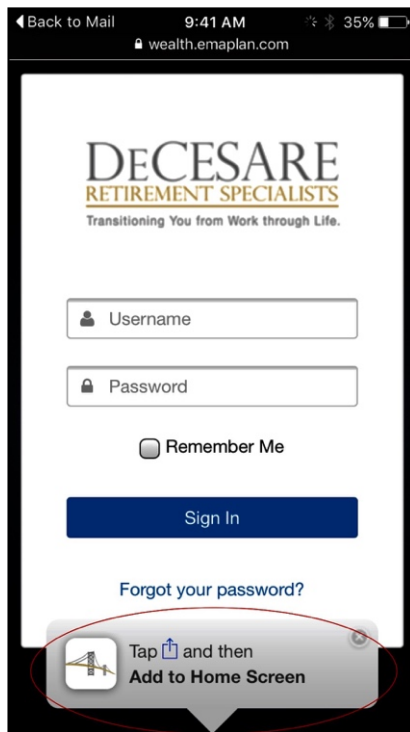 Back to Mail 9:41 AM 35%
wealth.emaplan.com
DECESARE
RETIREMENT SPECIALISTS
Transitioning You from Work through Life.
Username
Password
Remember Me
Sign In
Forgot your password?
Tap and then
Add to Home Screen